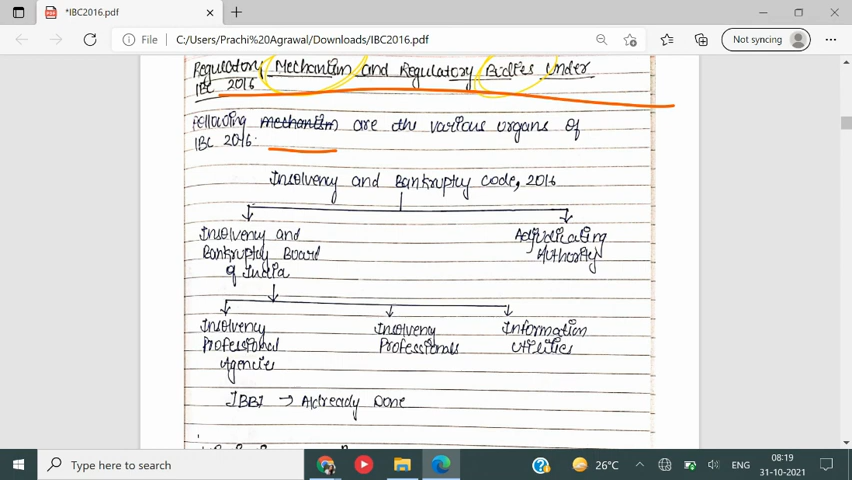 *IBC2016.pdf
File C:/Users/Prachi%20Agrawal/Downloads/IBC2016.pdf
Not syncing
Regulatory Mechanism and Regulatory Bodies Under
IBC 2016
Following mechanism are the various organs of
IBC 2016.
Insolvency and Bankruptcy Code, 2016
Insolvency and
Bankruptcy Board
of India
Adjudicating
Authority
Insolvency
Professional
Agencies
Insolvency
Professionals
Information
Utilities
IBBI → Already Done
Type here to search
26°C
ENG
08:19
31-10-2021